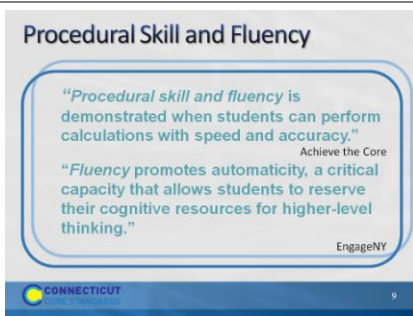 Procedural Skill and Fluency
“Procedural skill and fluency is
demonstrated when students can perform
calculations with speed and accuracy.”
Achieve the Core
“Fluency promotes automaticity, a critical
capacity that allows students to reserve
their cognitive resources for higher-level
thinking.”
EngageNY
CONNECTICUT
CORE STANDARDS
9